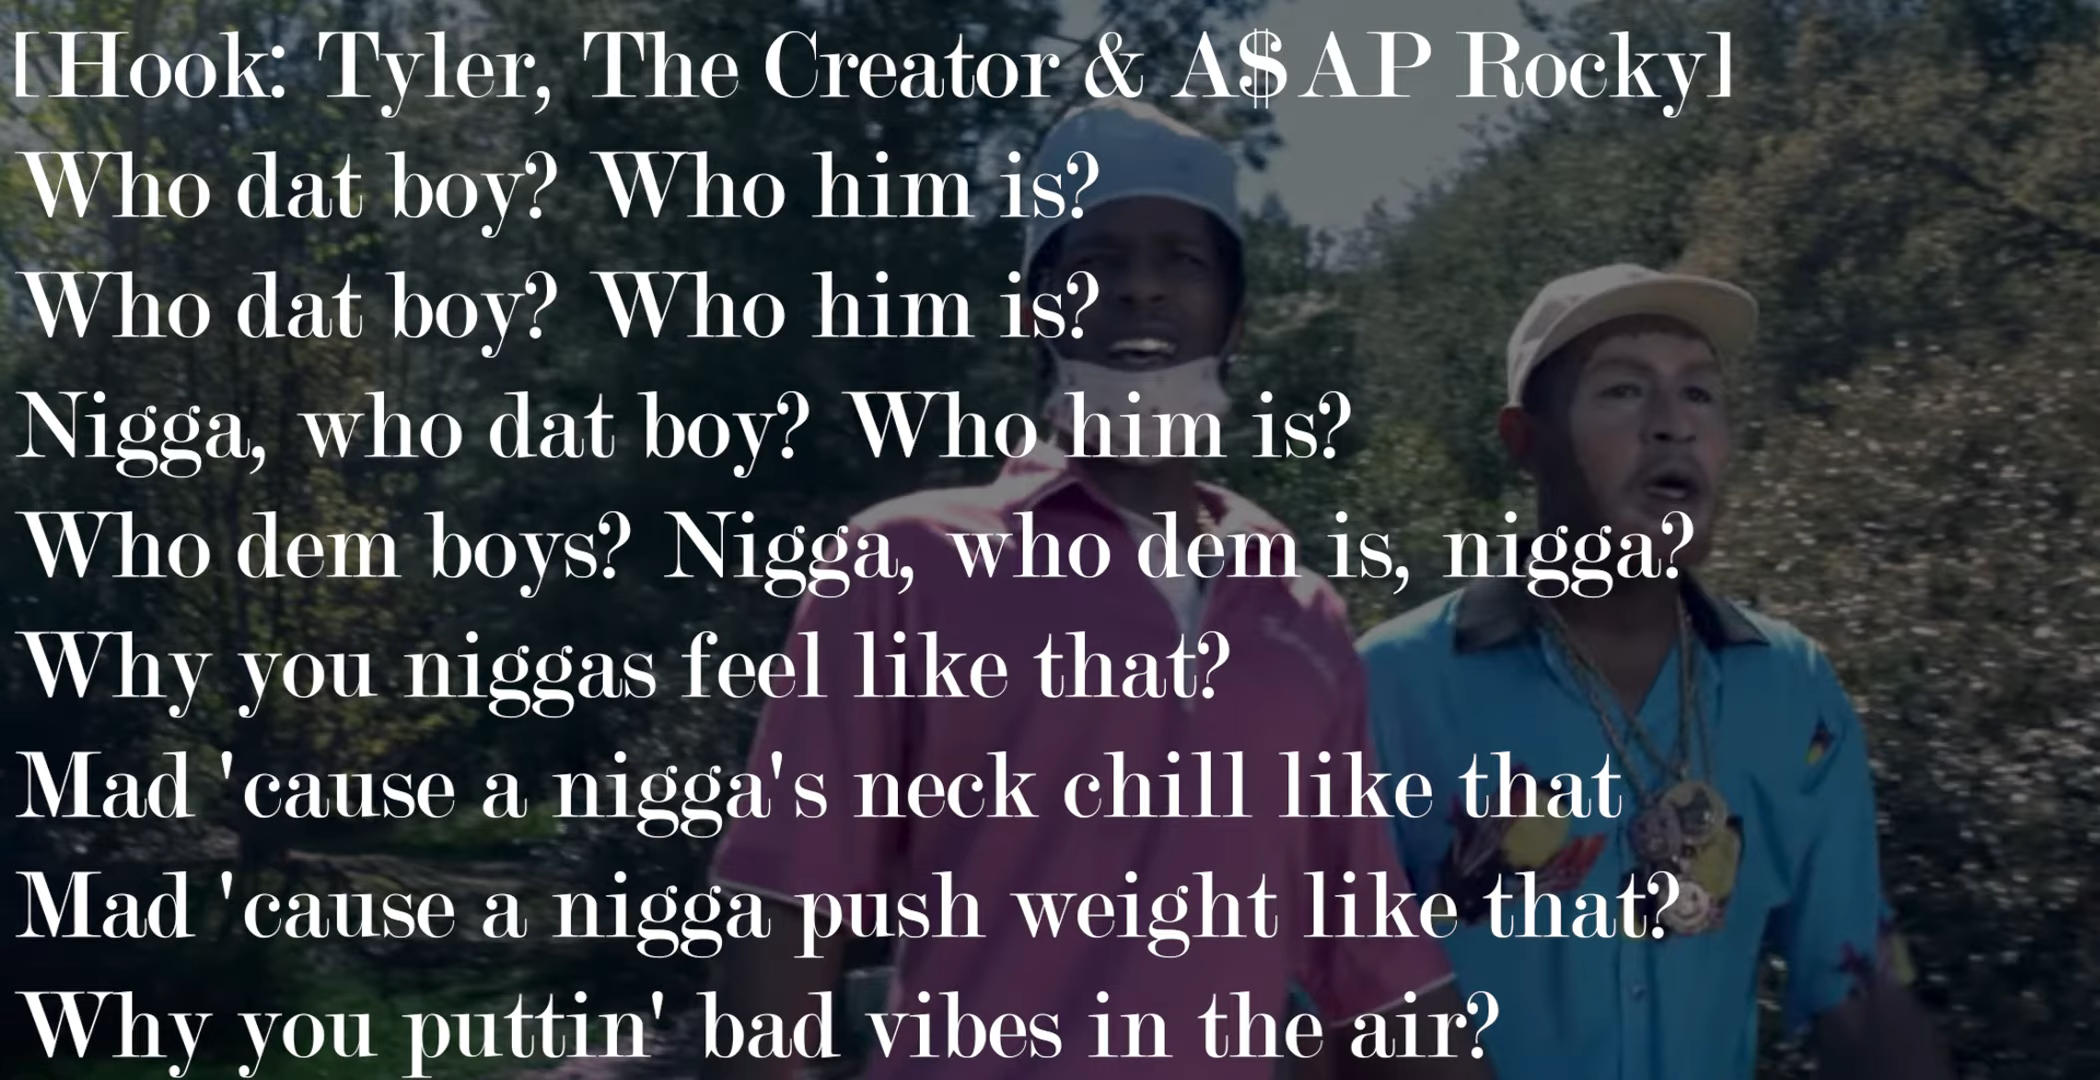 [Hook: Tyler, The Creator & A$AP Rocky]
Who dat boy? Who him is?
Who dat boy? Who him is?
Nigga, who dat boy? Who him is?
Who dem boys? Nigga, who dem is, nigga?
Why you niggas feel like that?
Mad 'cause a nigga's neck chill like that
Mad 'cause a nigga push weight like that?
Why you puttin' bad vibes in the air?